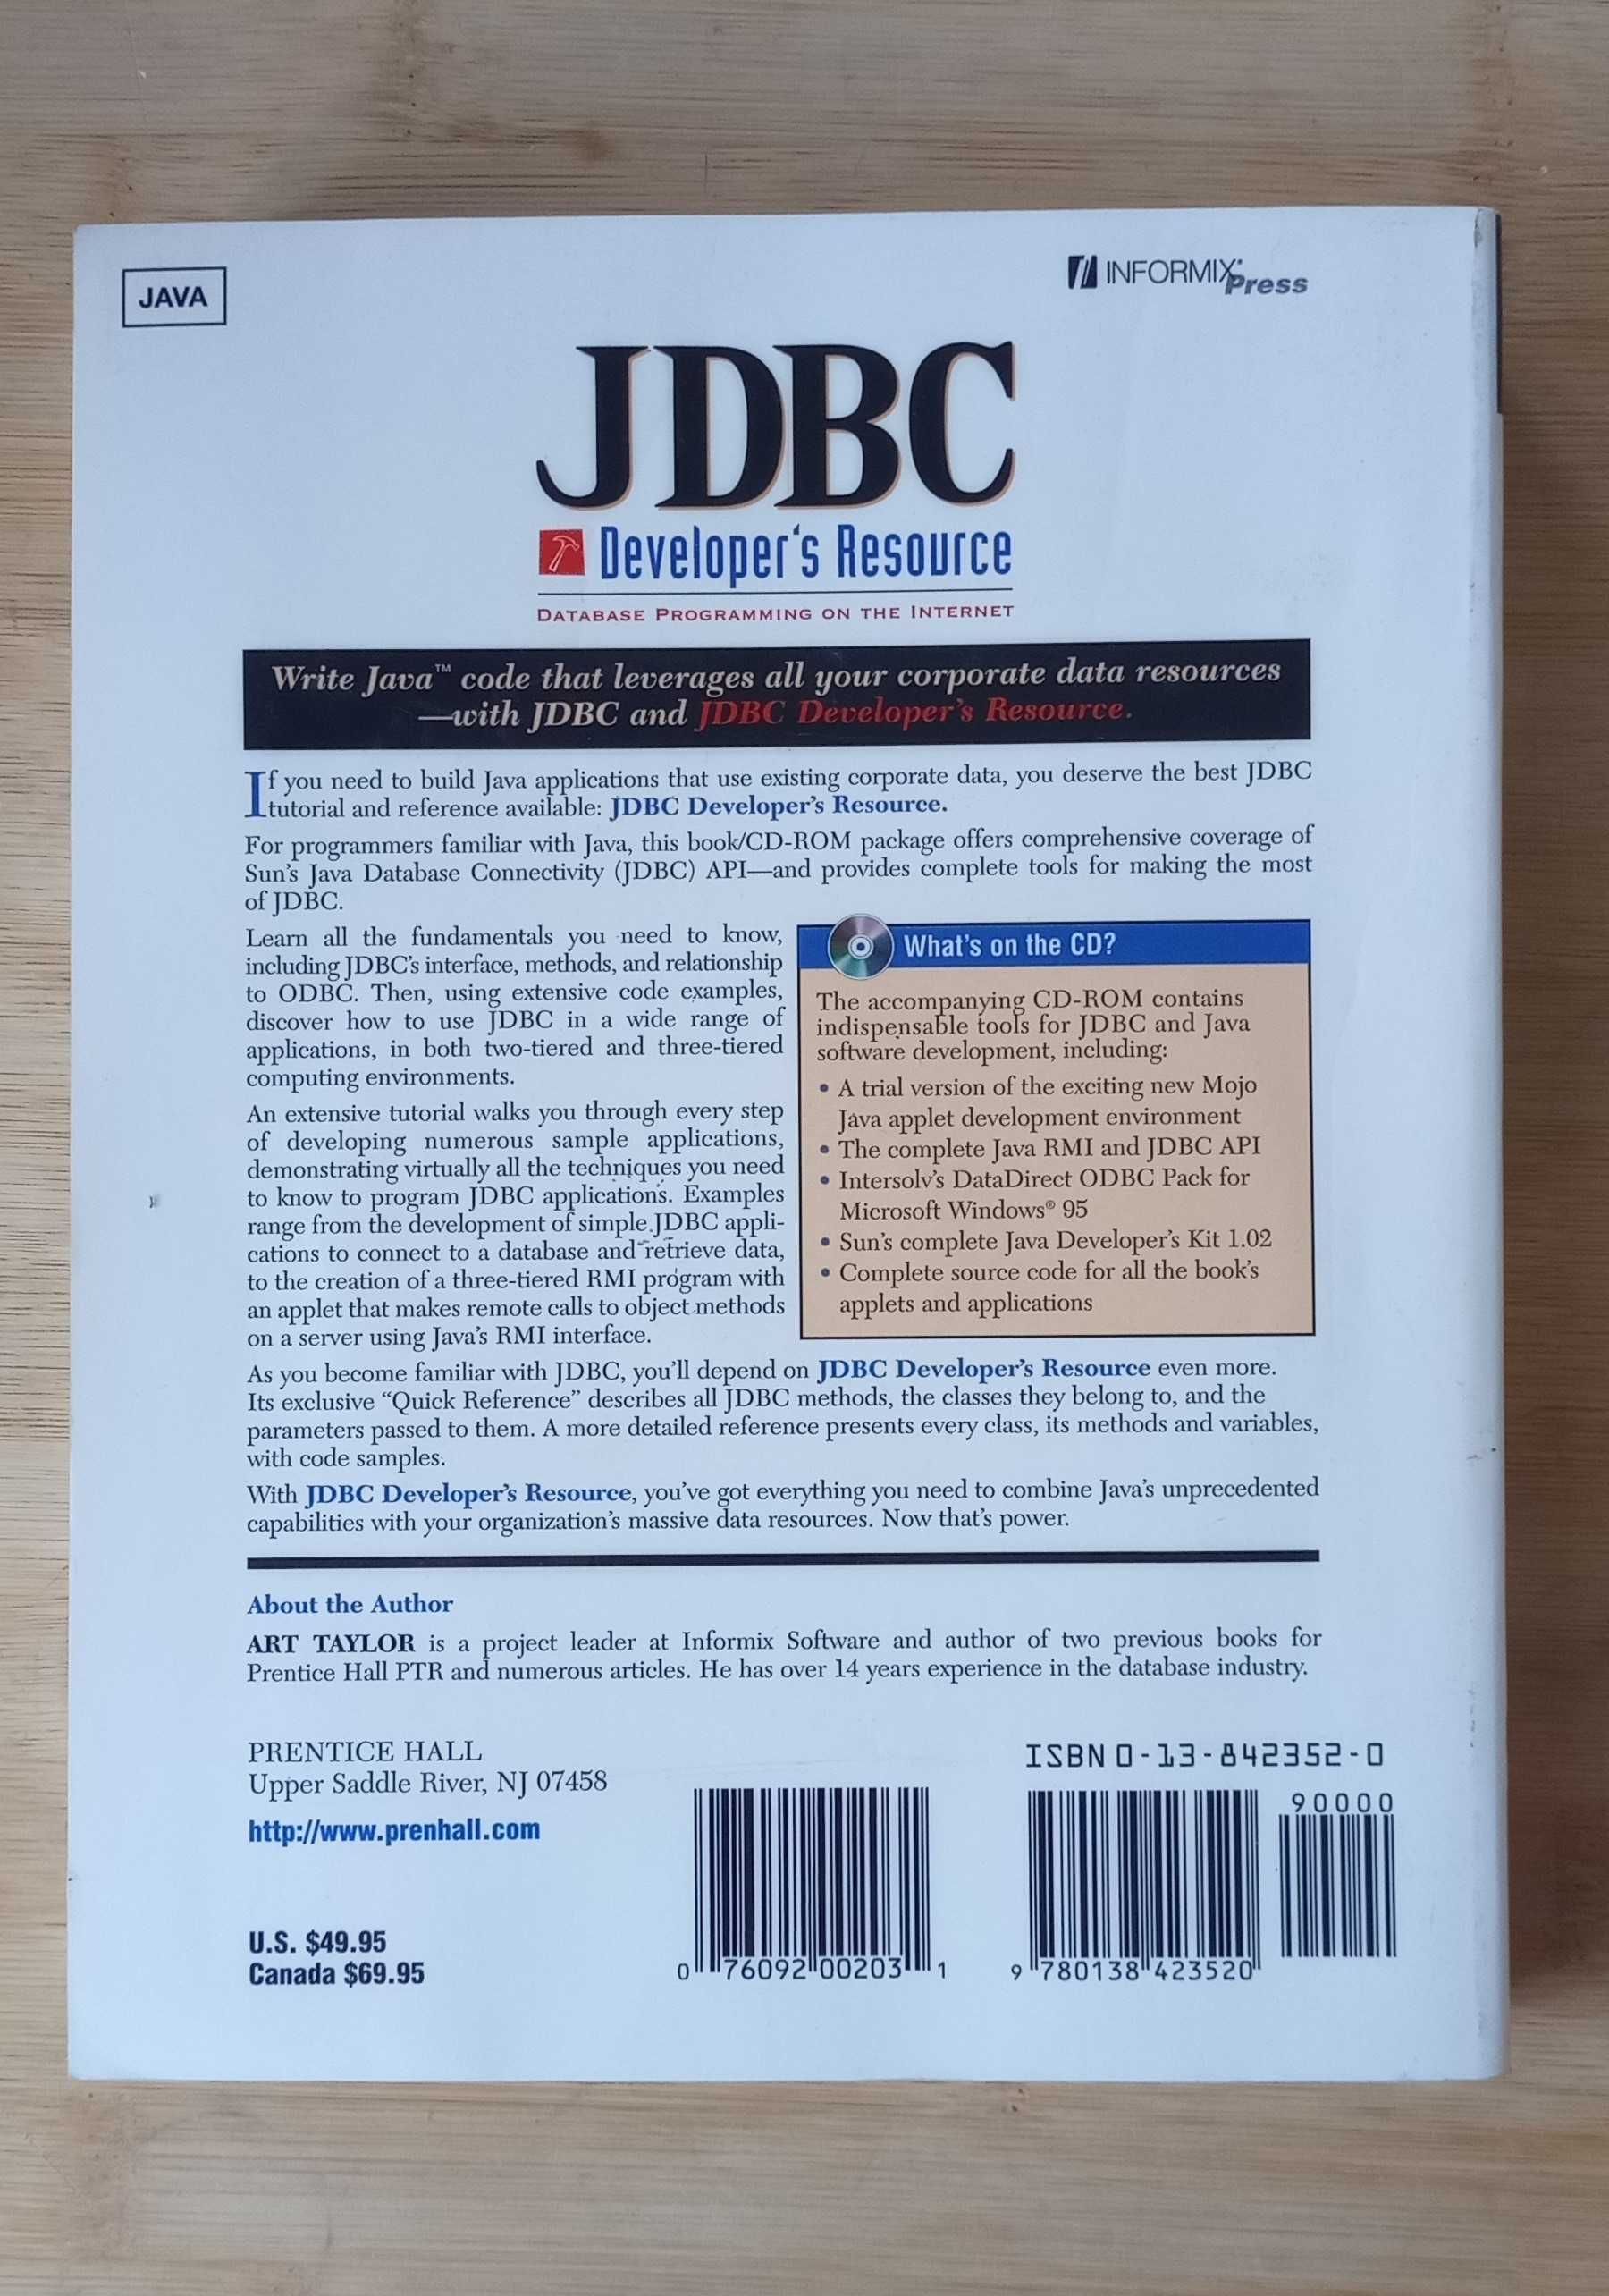 JAVA
INFORMIX Press
JDBC
Developer's Resource
DATABASE PROGRAMMING ON THE INTERNET
Write Java™ code that leverages all your corporate data resources
—with JDBC and JDBC Developer's Resource.
If you need to build Java applications that use existing corporate data, you deserve the best JDBC
tutorial and reference available: JDBC Developer's Resource.
For programmers familiar with Java, this book/CD-ROM package offers comprehensive coverage of
Sun's Java Database Connectivity (JDBC) API—and provides complete tools for making the most
of JDBC.
Learn all the fundamentals you need to know,
including JDBC's interface, methods, and relationship
to ODBC. Then, using extensive code examples,
discover how to use JDBC in a wide range of
applications, in both two-tiered and three-tiered
computing environments.
An extensive tutorial walks you through every step
of developing numerous sample applications,
demonstrating virtually all the techniques you need
to know to program JDBC applications. Examples
range from the development of simple JDBC appli-
cations to connect to a database and retrieve data,
to the creation of a three-tiered RMI program with
an applet that makes remote calls to object methods
on a server using Java's RMI interface.
What's on the CD?
The accompanying CD-ROM contains
indispensable tools for JDBC and Java
software development, including:
• A trial version of the exciting new Mojo
Java applet development environment
• The complete Java RMI and JDBC API
• Intersolv's DataDirect ODBC Pack for
Microsoft Windows® 95
• Sun's complete Java Developer's Kit 1.02
• Complete source code for all the book's
applets and applications
As you become familiar with JDBC, you'll depend on JDBC Developer's Resource even more.
Its exclusive “Quick Reference” describes all JDBC methods, the classes they belong to, and the
parameters passed to them. A more detailed reference presents every class, its methods and variables,
with code samples.
With JDBC Developer's Resource, you've got everything you need to combine Java's unprecedented
capabilities with your organization's massive data resources. Now that's power.
About the Author
ART TAYLOR is a project leader at Informix Software and author of two previous books for
Prentice Hall PTR and numerous articles. He has over 14 years experience in the database industry.
PRENTICE HALL
Upper Saddle River, NJ 07458
http://www.prenhall.com
U.S. $49.95
Canada $69.95
0 76092 00203 1
ISBN 0-13-842352-0
90000
9 780138 423520